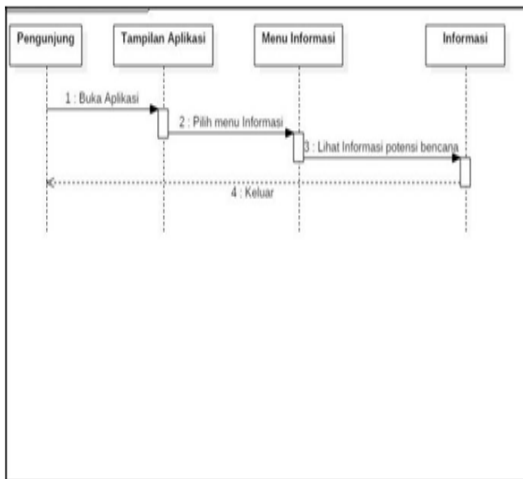 Pengunjung
Tampilan Aplikasi
Menu Informasi
Informasi
1 : Buka Aplikasi
2 : Pilih menu Informasi
3 : Lihat Informasi potensi bencana
4 : Keluar